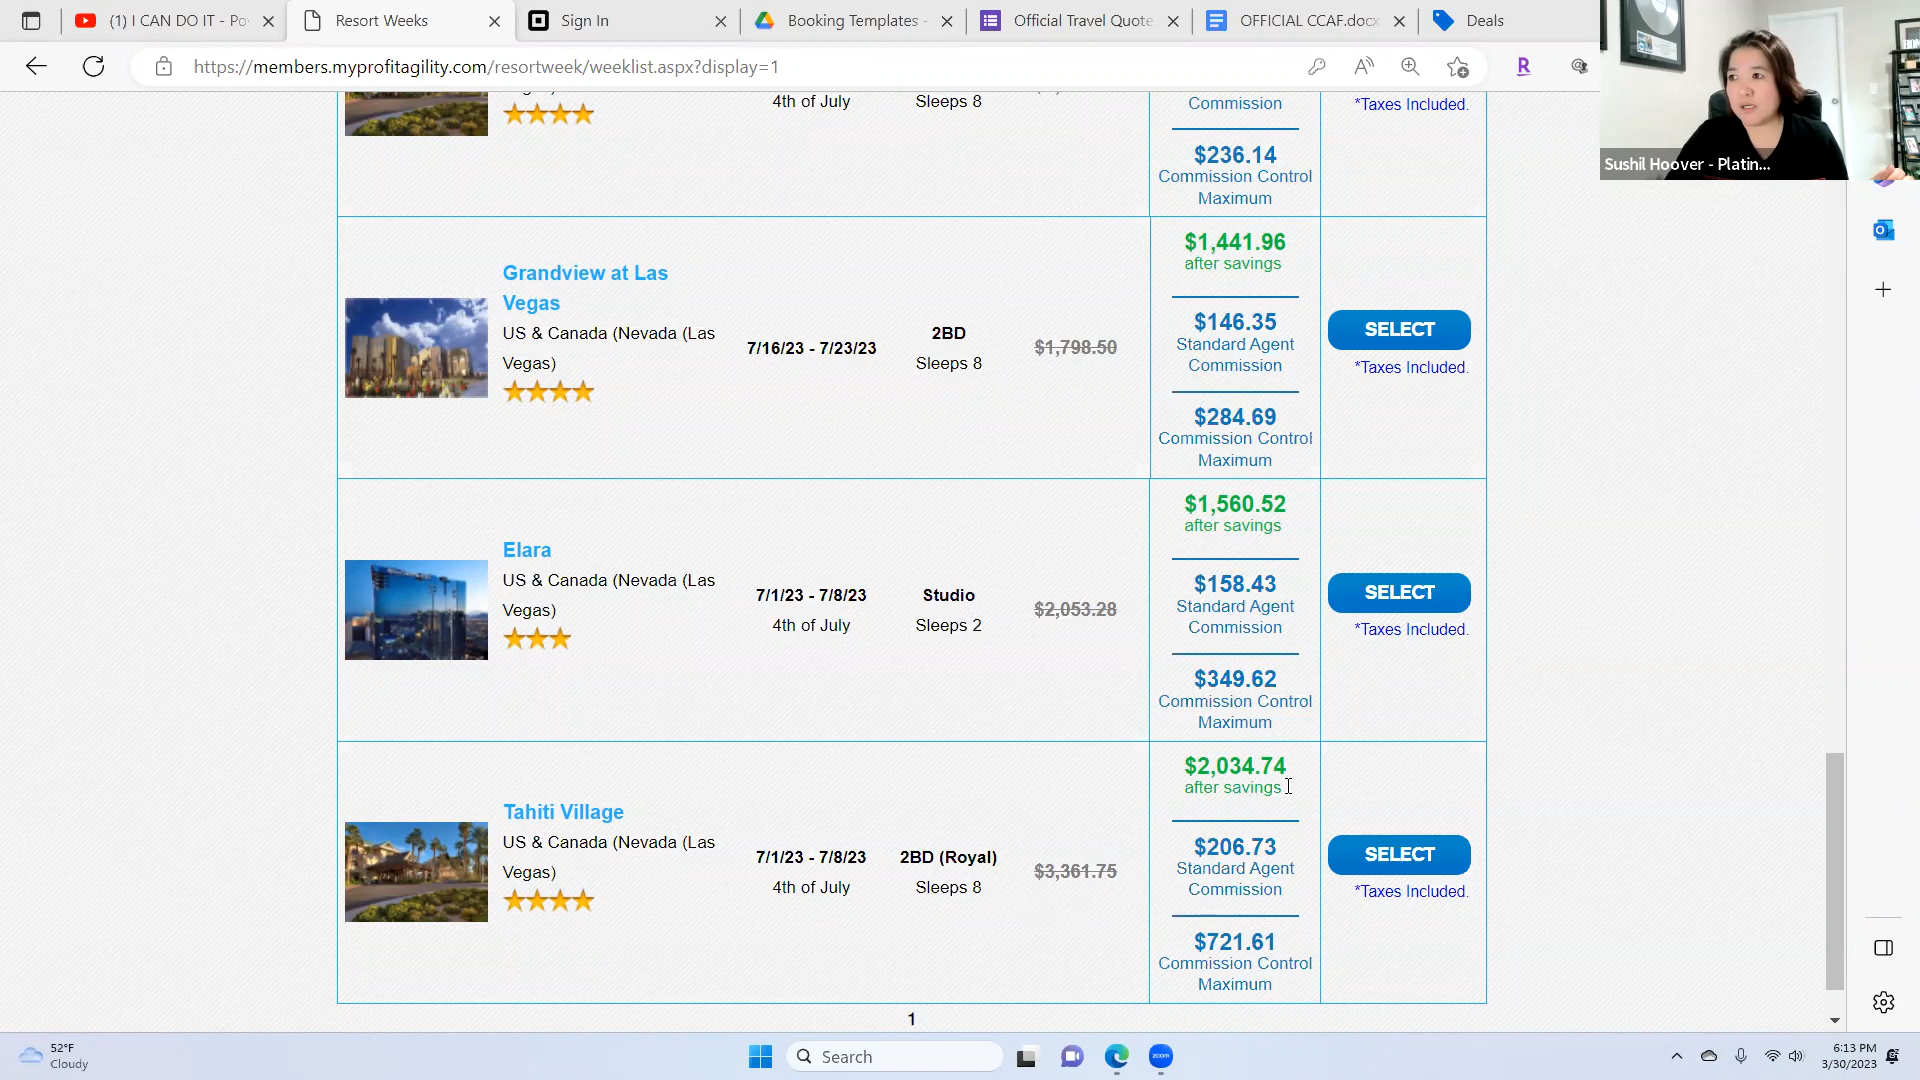 (1) I CAN DO IT - Po
Resort Weeks
Sign In
Booking Templates -
Official Travel Quote
OFFICIAL CCAF.docx
Deals
https://members.myprofitagility.com/resortweek/weeklist.aspx?display=1
R
Sushil Hoover - Platin...
4th of July
Sleeps 8
Commission
*Taxes Included.
$236.14
Commission Control
Maximum
Grandview at Las
Vegas
US & Canada (Nevada (Las
Vegas)
7/16/23 - 7/23/23
2BD
Sleeps 8
$1,798.50
$1,441.96
after savings
$146.35
Standard Agent
Commission
$284.69
Commission Control
Maximum
SELECT
*Taxes Included.
Elara
US & Canada (Nevada (Las
Vegas)
7/1/23 - 7/8/23
4th of July
Studio
Sleeps 2
$2,053.28
$1,560.52
after savings
$158.43
Standard Agent
Commission
$349.62
Commission Control
Maximum
SELECT
*Taxes Included.
Tahiti Village
US & Canada (Nevada (Las
Vegas)
7/1/23 - 7/8/23
4th of July
2BD (Royal)
Sleeps 8
$3,361.75
$2,034.74
after savings
$206.73
Standard Agent
Commission
$721.61
Commission Control
Maximum
SELECT
*Taxes Included.
1
52°F
Cloudy
Search
zoom
6:13 PM
3/30/2023